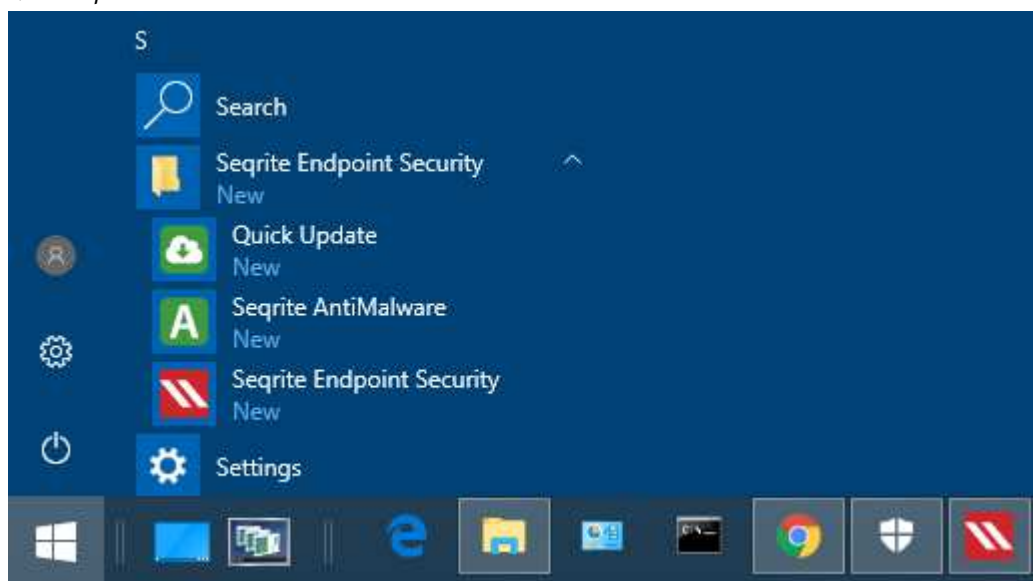 S
Search
Seqrite Endpoint Security
New
Quick Update
New
A
Seqrite AntiMalware
New
Seqrite Endpoint Security
New
Settings